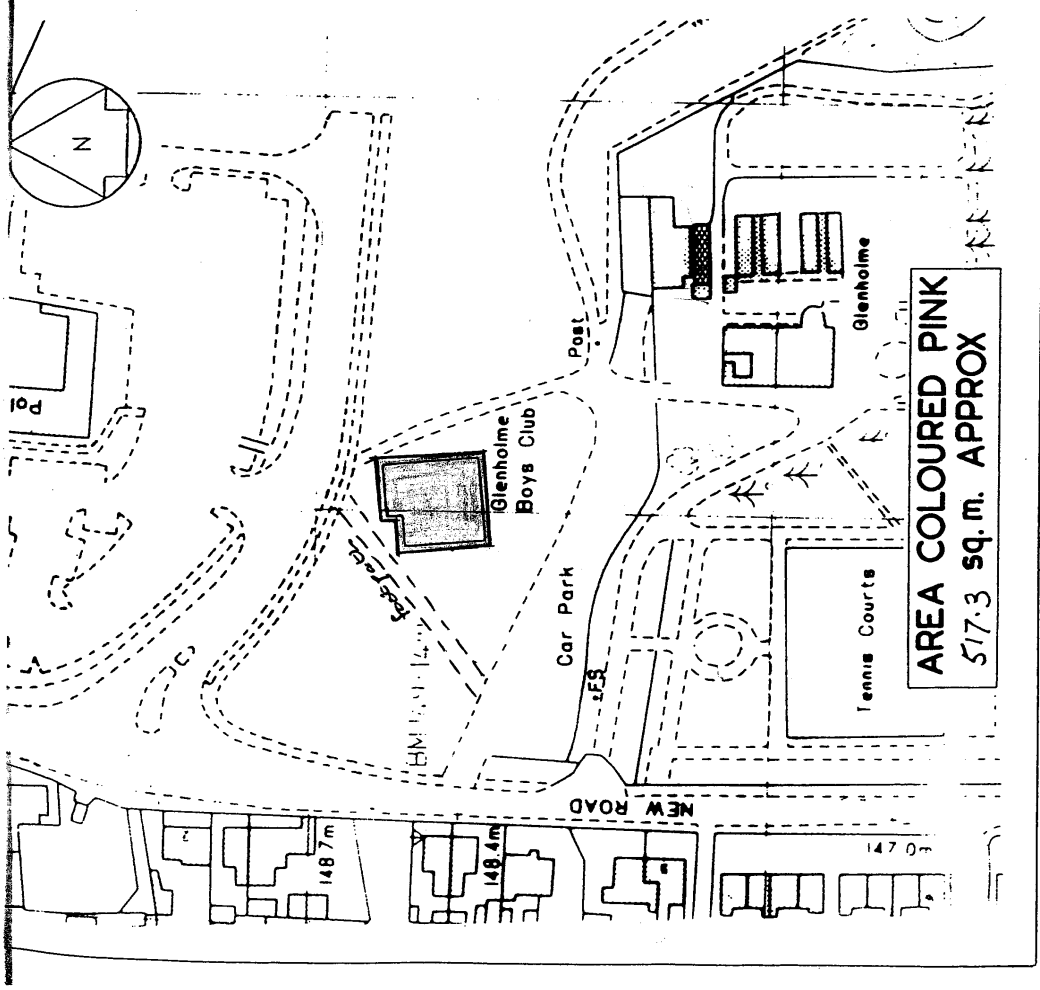 N
Pol
Post
Glenholme
Boys Club
footpath
Glenholme
Car Park
FS
Tennis Courts
NEW ROAD
148.7m
148.4m
147.0m
AREA COLOURED PINK
517.3 sq. m. APPROX